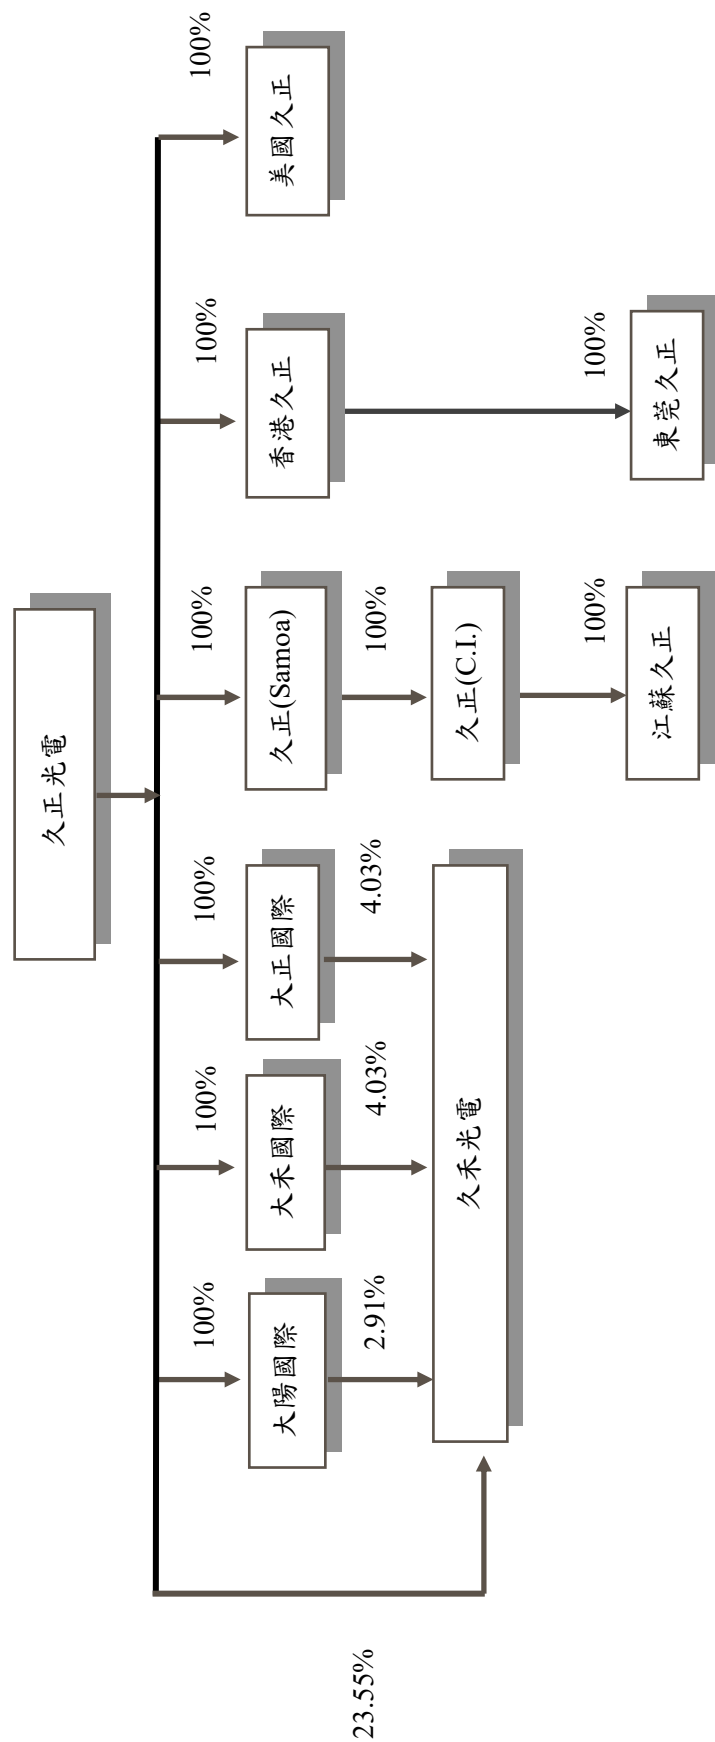 久正光電
100%
100%
100%
100%
100%
100%
大陽國際
大禾國際
大正國際
久正(Samoa)
香港久正
美國久正
23.55%
2.91%
4.03%
4.03%
100%
久禾光電
久正(C.I.)
100%
100%
江蘇久正
東莞久正